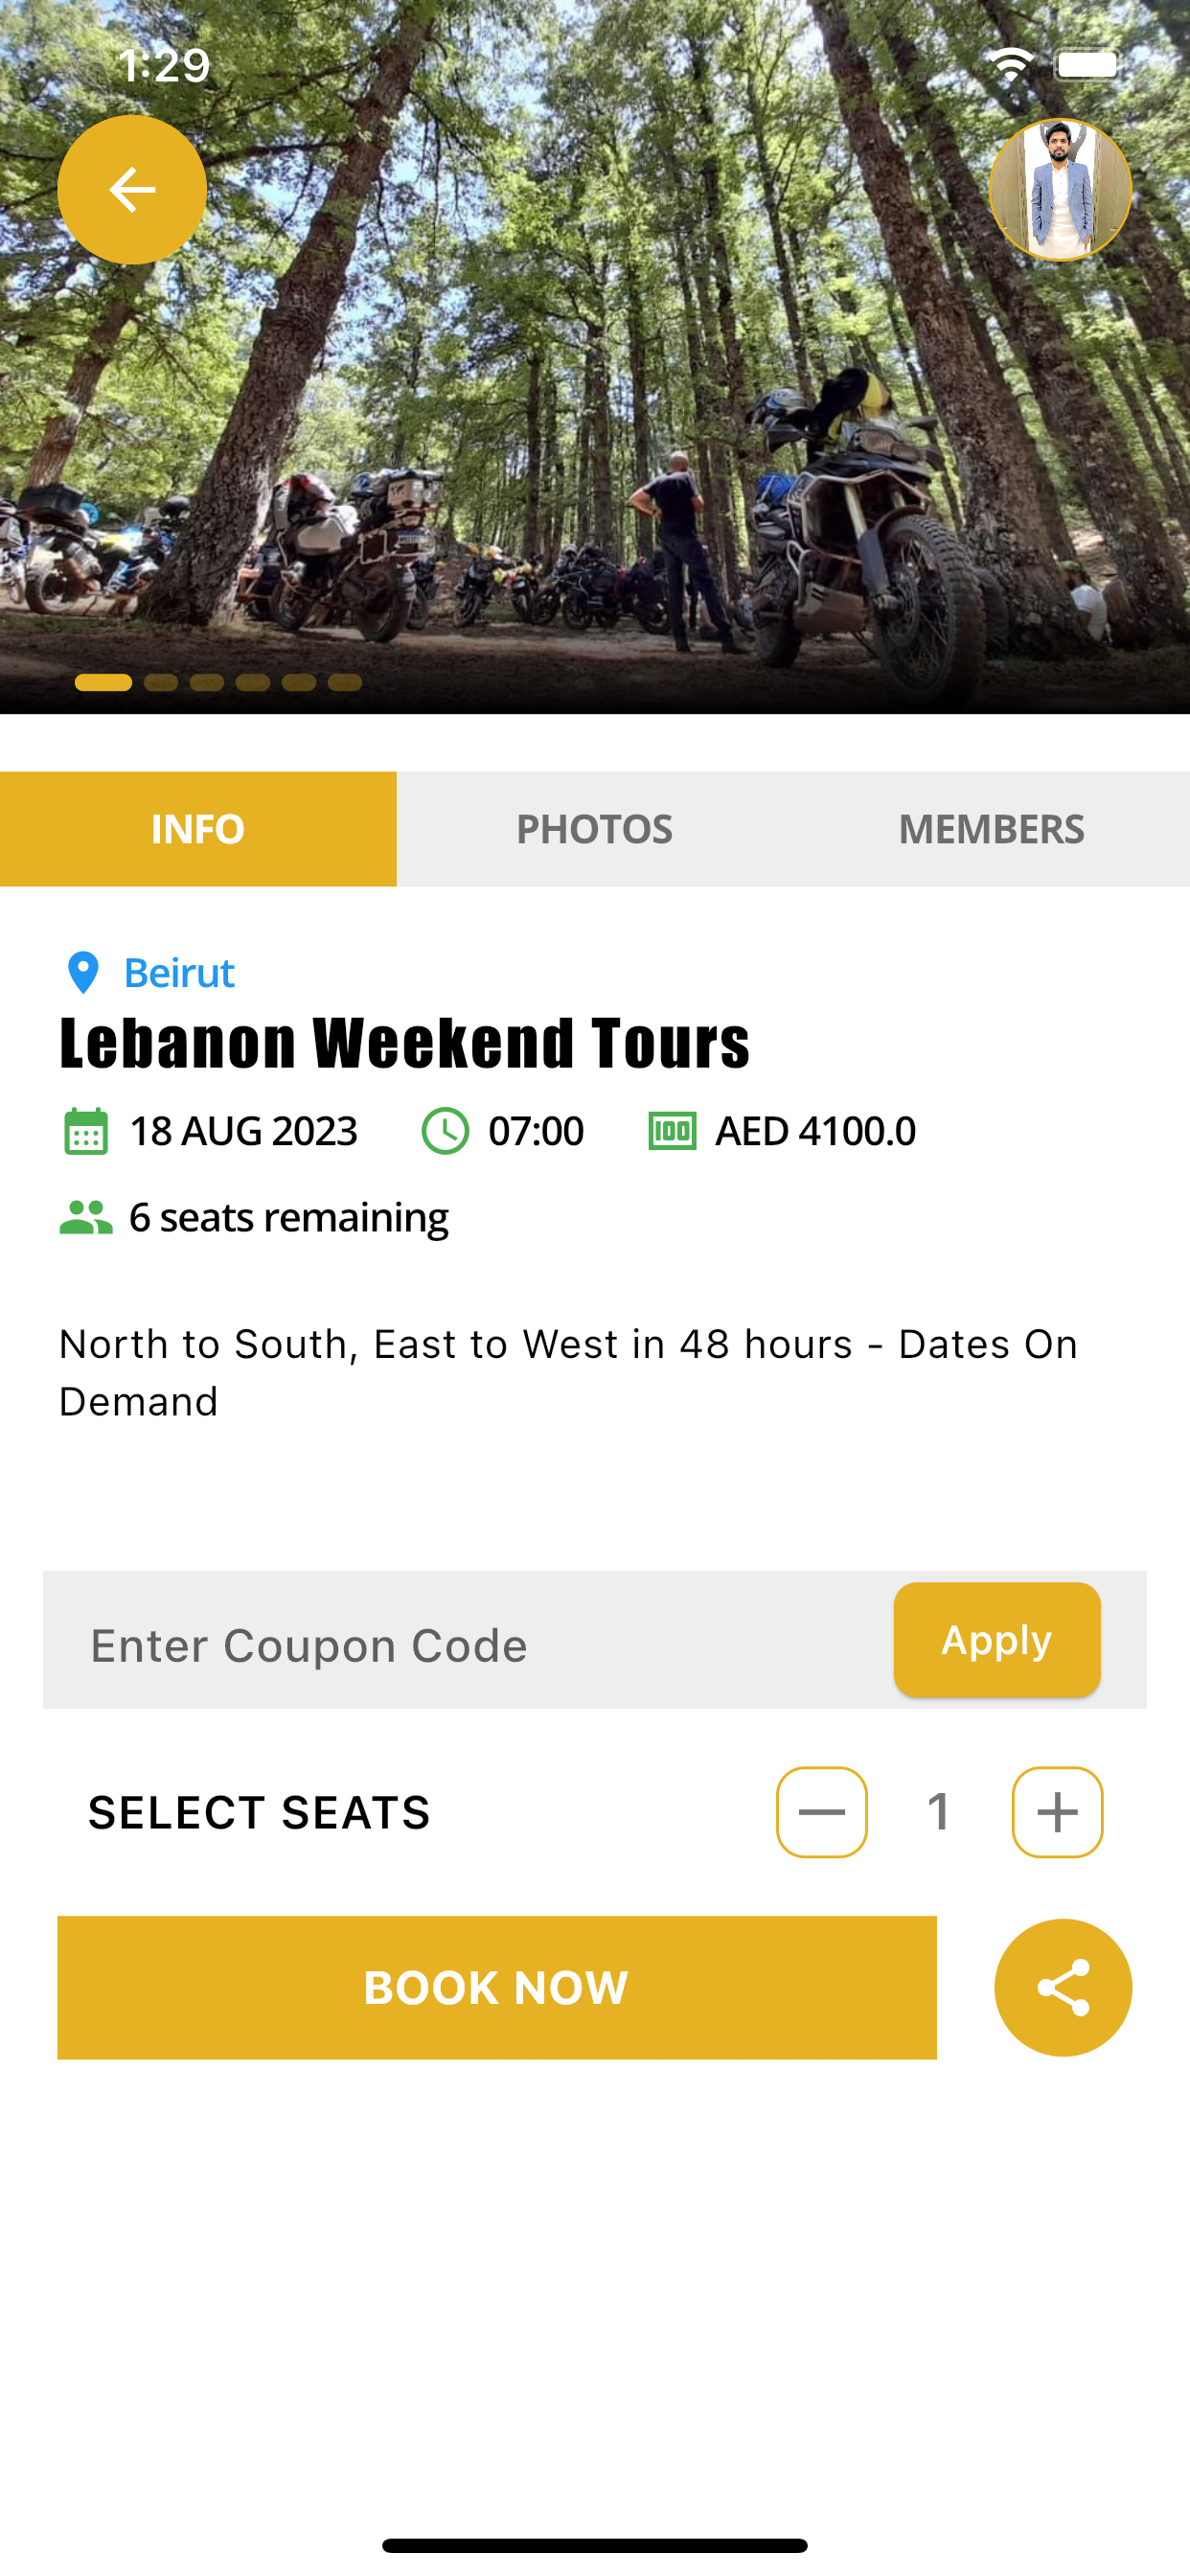 1:29
INFO PHOTOS MEMBERS
Beirut
Lebanon Weekend Tours
18 AUG 2023 07:00 AED 4100.0
6 seats remaining
North to South, East to West in 48 hours - Dates On
Demand
Enter Coupon Code Apply
SELECT SEATS 1
BOOK NOW